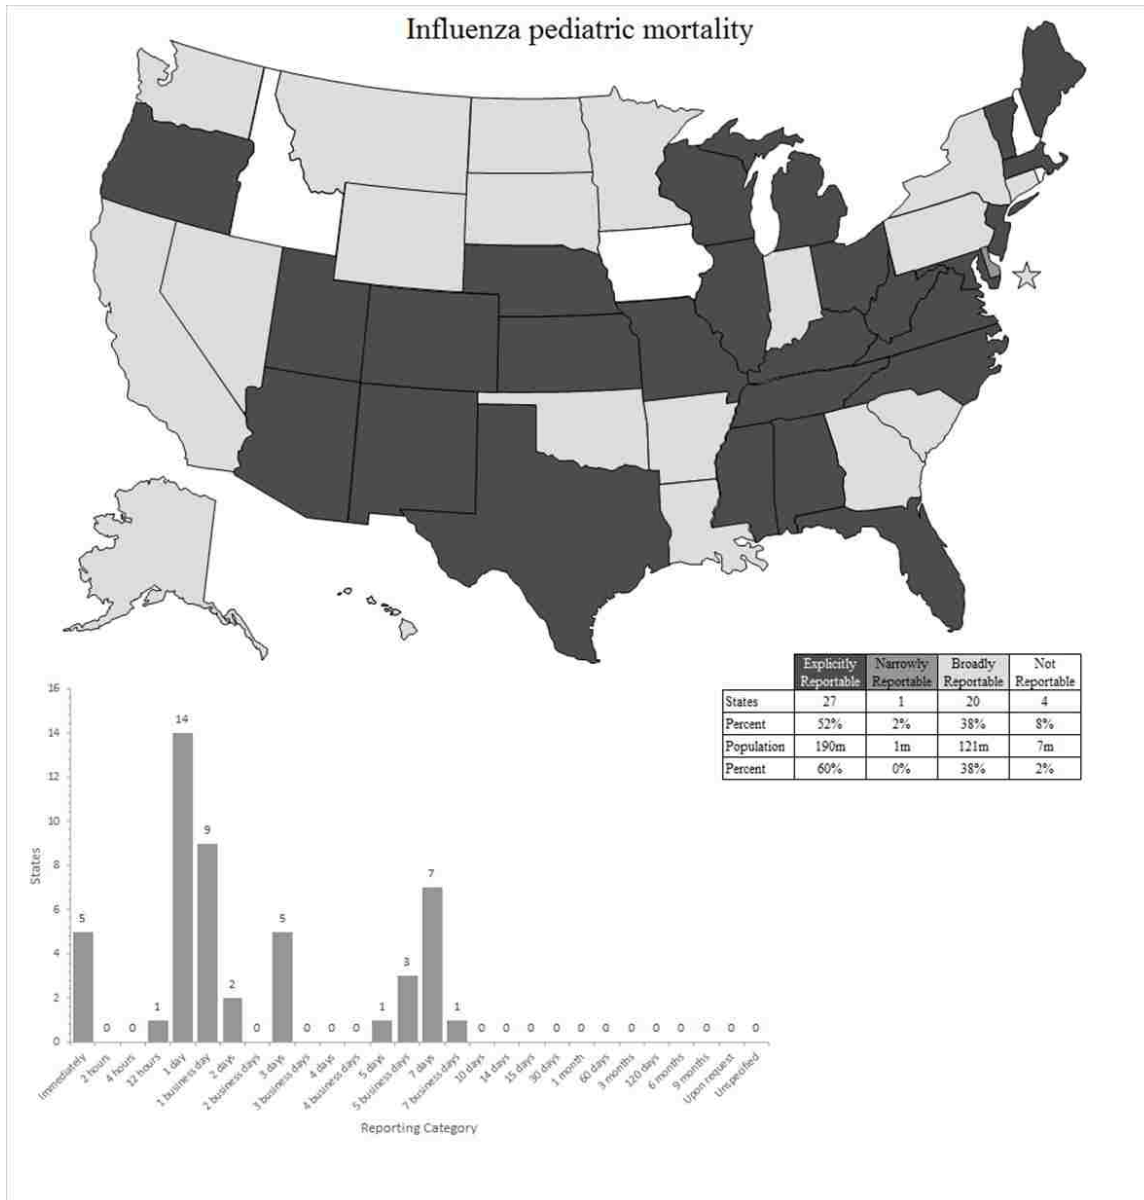 Influenza pediatric mortality
Explicitly Reportable Narrowly Reportable Broadly Reportable Not Reportable
States 27 1 20 4
Percent 52% 2% 38% 8%
Population 190m 1m 121m 7m
Percent 60% 0% 38% 2%
16
14
12
10
8
6
4
2
0
States
5 0 0 1 14 9 2 0 5 0 0 0 1 3 7 1 0 0 0 0 0 0 0 0 0 0 0 0
Immediately
2 hours
4 hours
12 hours
1 day
1 business day
2 days
2 business days
3 days
3 business days
4 days
4 business days
5 days
5 business days
7 days
7 business days
10 days
14 days
15 days
30 days
1 month
60 days
3 months
120 days
6 months
9 months
Upon request
Unspecified
Reporting Category